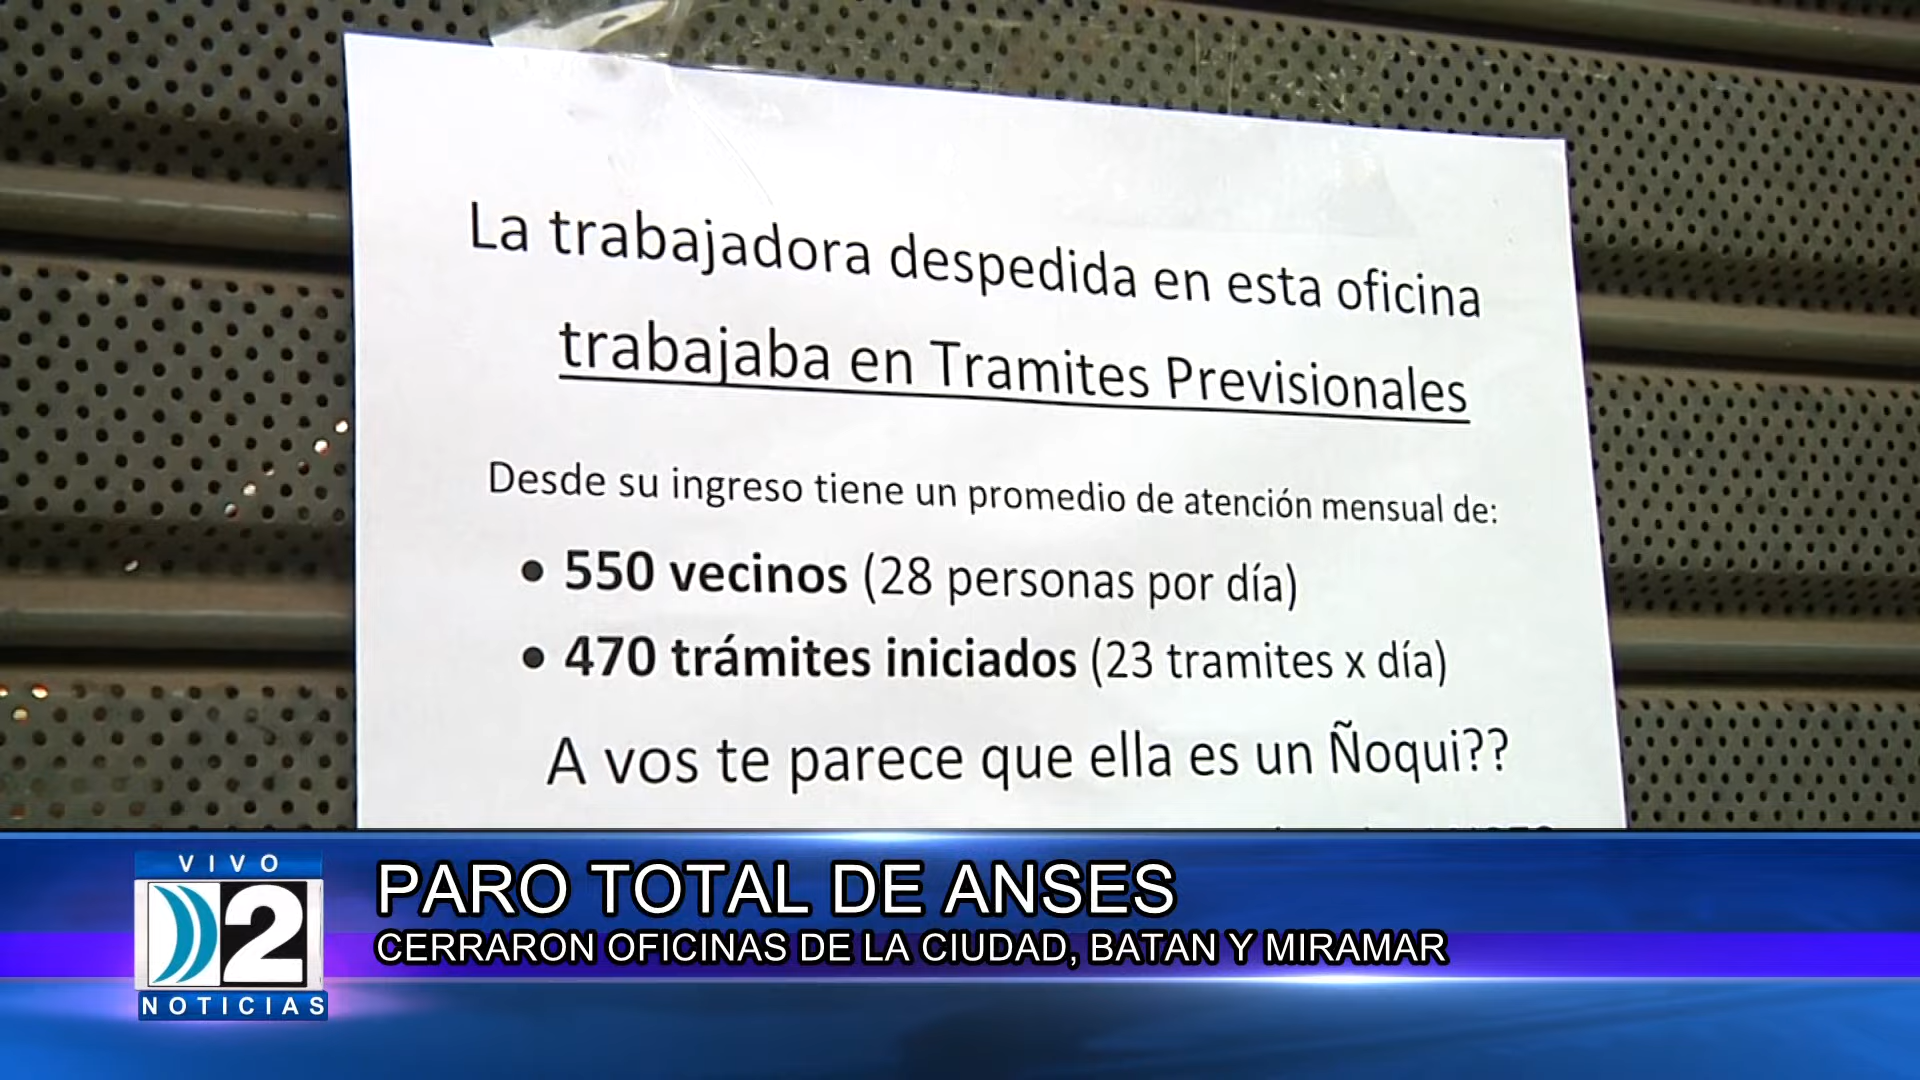 La trabajadora despedida en esta oficina
trabajaba en Tramites Previsionales
Desde su ingreso tiene un promedio de atención mensual de:
• 550 vecinos (28 personas por día)
• 470 trámites iniciados (23 tramites x día)
A vos te parece que ella es un Ñoqui??
VIVO
2
NOTICIAS
PARO TOTAL DE ANSES
CERRARON OFICINAS DE LA CIUDAD, BATAN Y MIRAMAR